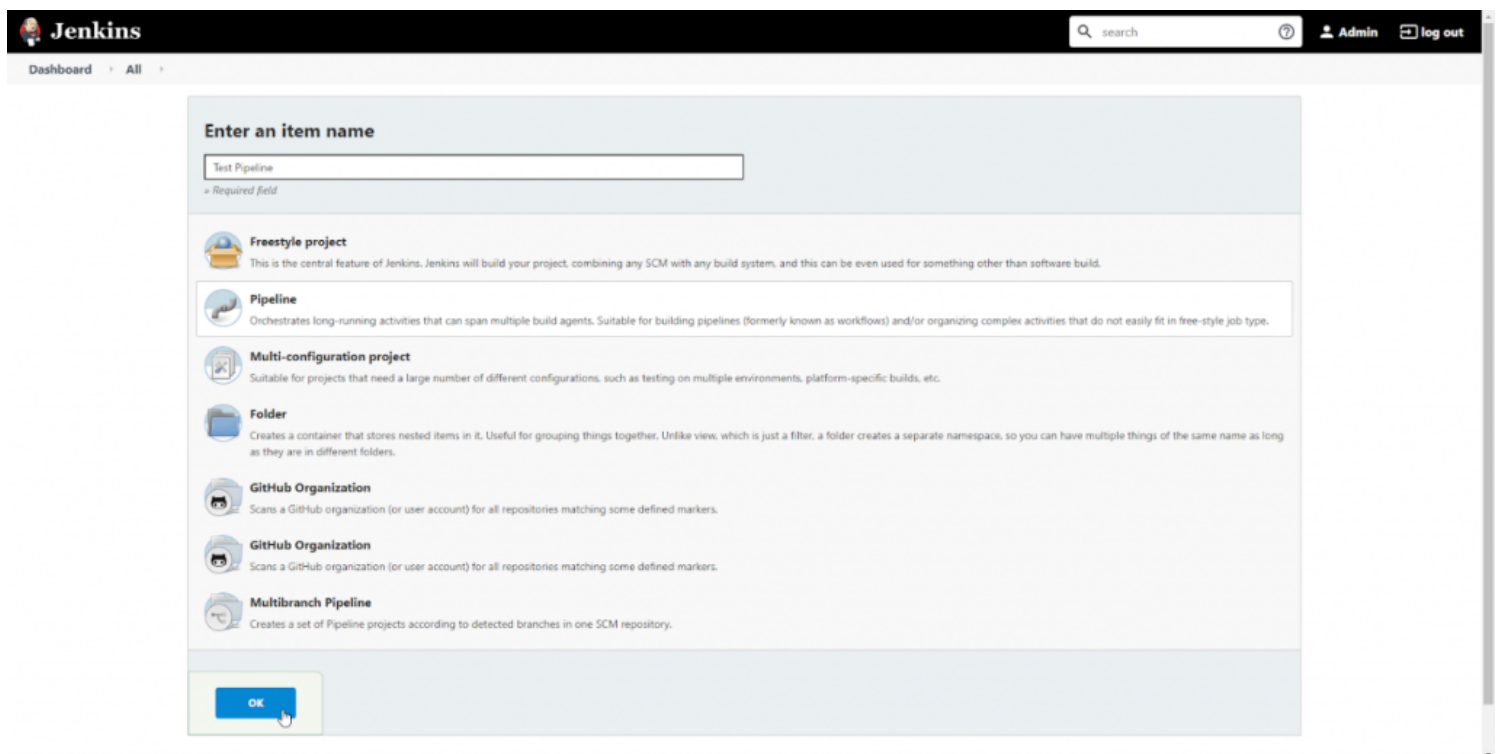 Jenkins
search
Admin
log out
Dashboard
All
Enter an item name
Test Pipeline
» Required field
Freestyle project
This is the central feature of Jenkins. Jenkins will build your project, combining any SCM with any build system, and this can be even used for something other than software build.
Pipeline
Orchestrates long-running activities that can span multiple build agents. Suitable for building pipelines (formerly known as workflows) and/or organizing complex activities that do not easily fit in free-style job type.
Multi-configuration project
Suitable for projects that need a large number of different configurations, such as testing on multiple environments, platform-specific builds, etc.
Folder
Creates a container that stores nested items in it. Useful for grouping things together. Unlike view, which is just a filter, a folder creates a separate namespace, so you can have multiple things of the same name as long
as they are in different folders.
GitHub Organization
Scans a GitHub organization (or user account) for all repositories matching some defined markers.
GitHub Organization
Scans a GitHub organization (or user account) for all repositories matching some defined markers.
Multibranch Pipeline
Creates a set of Pipeline projects according to detected branches in one SCM repository.
OK